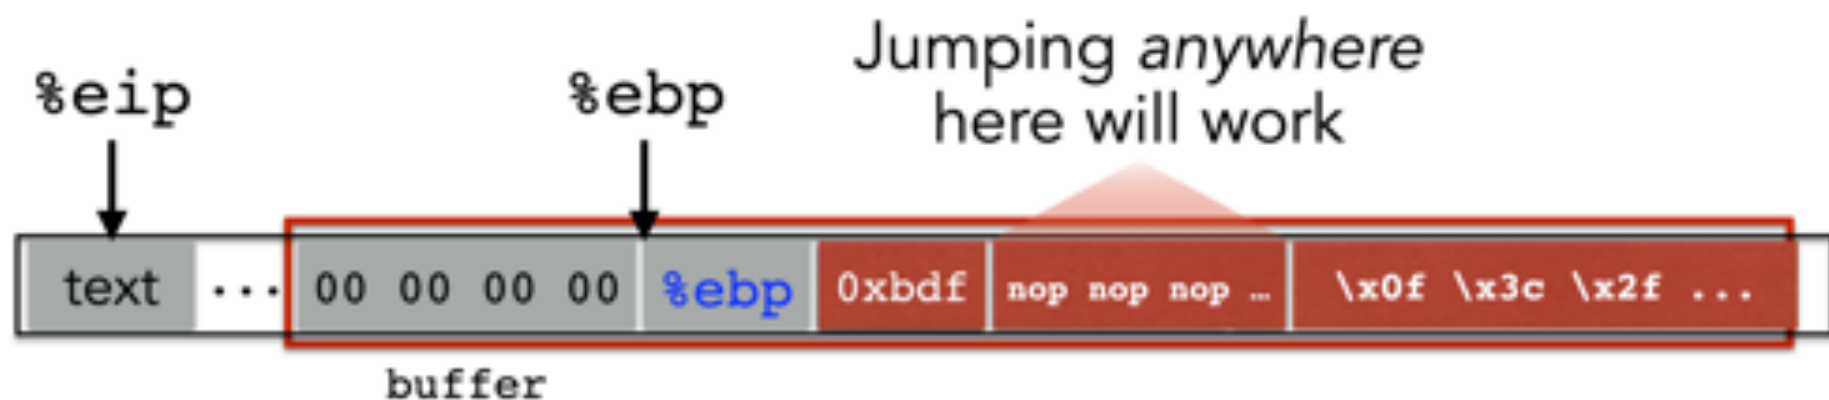 Jumping anywhere
here will work
%eip
%ebp
text ... 00 00 00 00 %ebp 0xbdf nop nop nop … \x0f \x3c \x2f ...
buffer